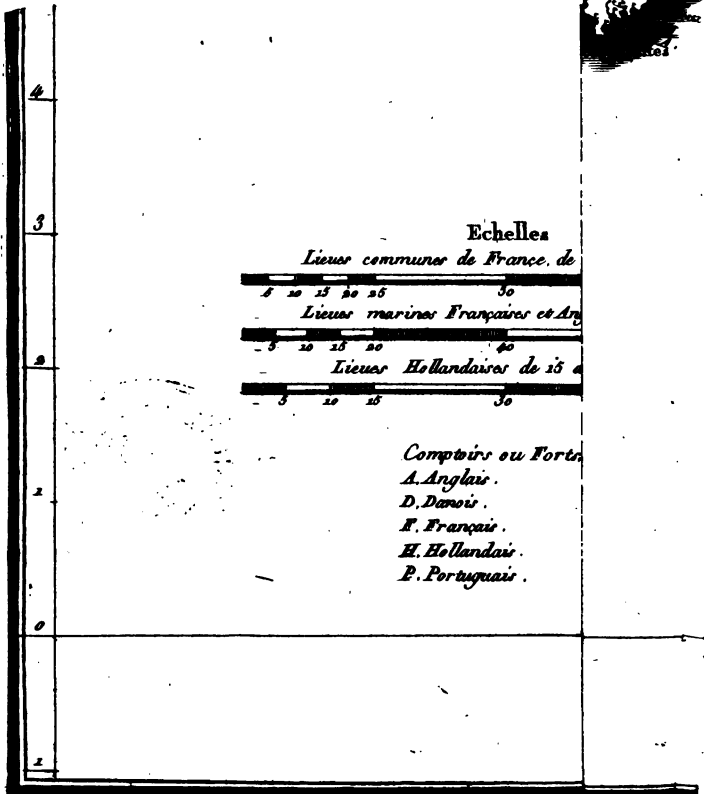 4
3
Echelles
Lieues communes de France, de
5 10 15 20 25 50
Lieues marines Françaises et Ang
5 10 15 20 40
2
Lieues Hollandaises de 15 a
5 10 15 30
Comptoirs ou Forts
A. Anglais.
1
D. Danois.
F. Français.
H. Hollandais.
P. Portuguais.
0
1